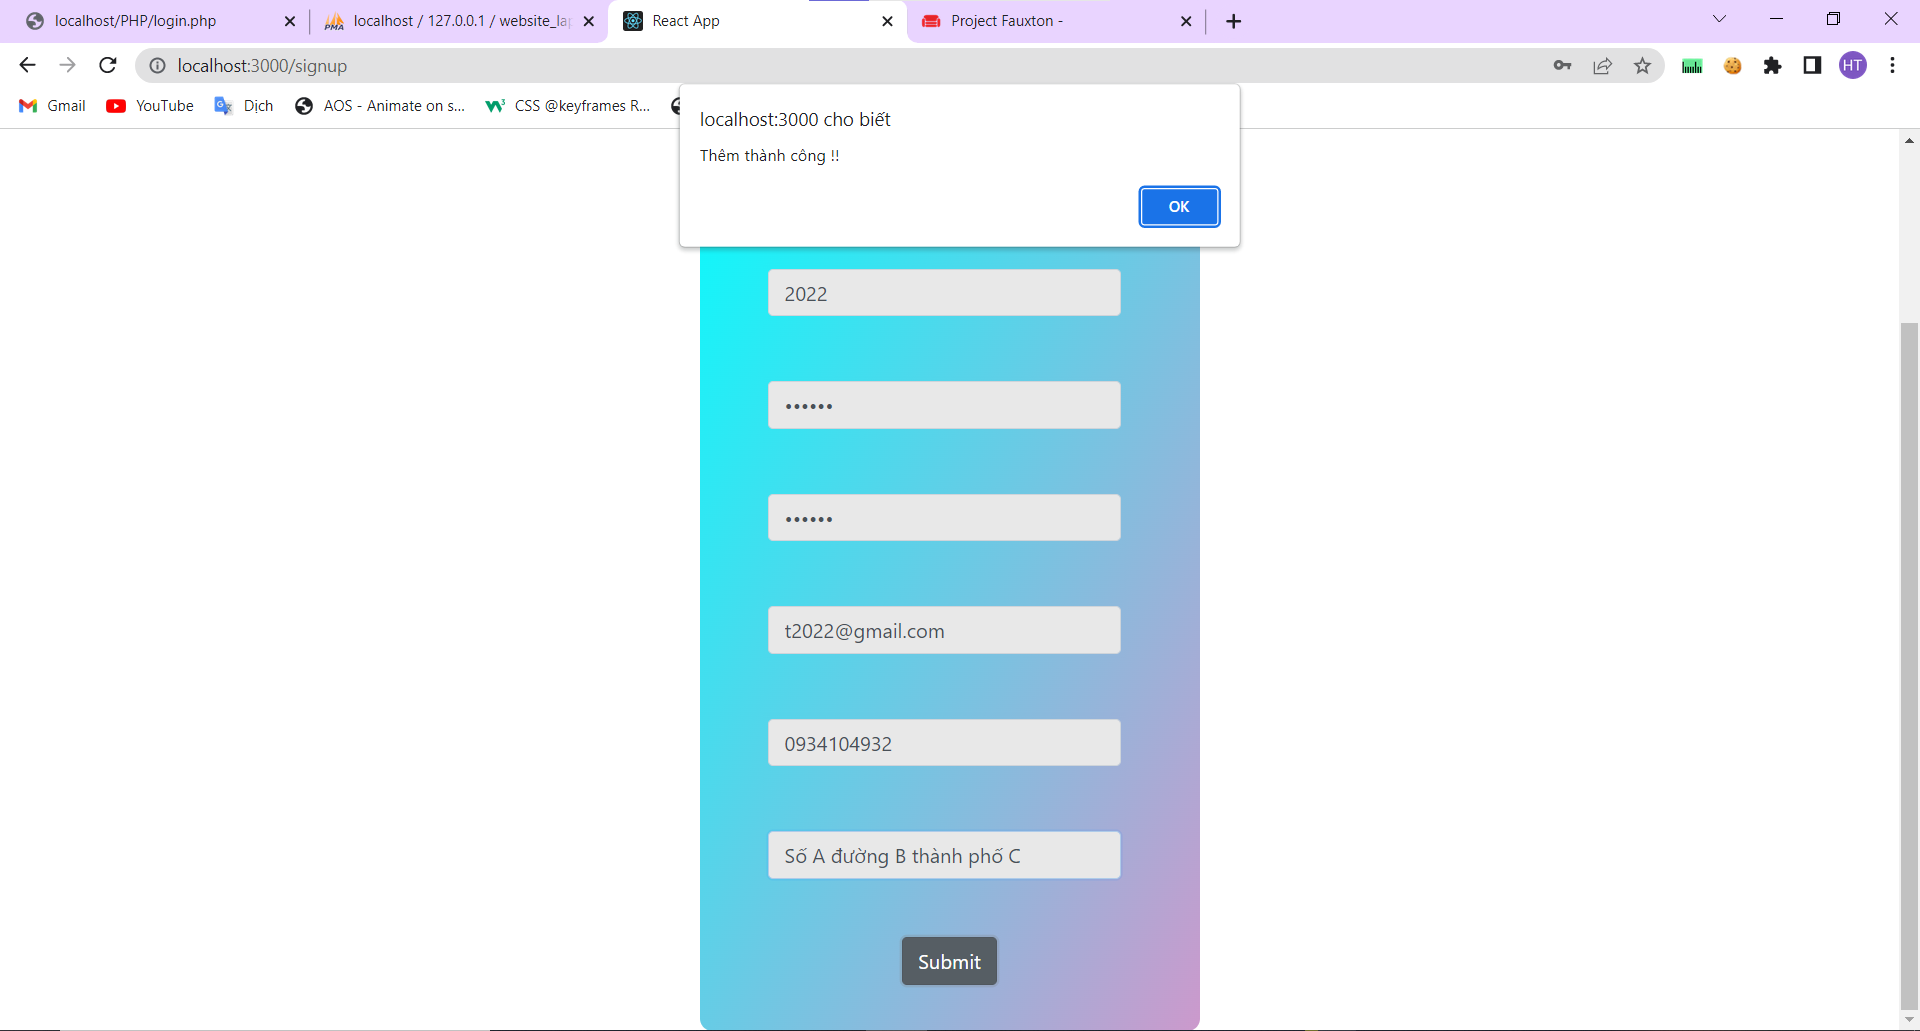 localhost/PHP/login.php
localhost / 127.0.0.1 / website_la
React App
Project Fauxton -
localhost:3000/signup
HT
Gmail
YouTube
Dịch
AOS - Animate on s...
CSS @keyframes R...
localhost:3000 cho biết
Thêm thành công !!
OK
2022
••••••
••••••
t2022@gmail.com
0934104932
Số A đường B thành phố C
Submit